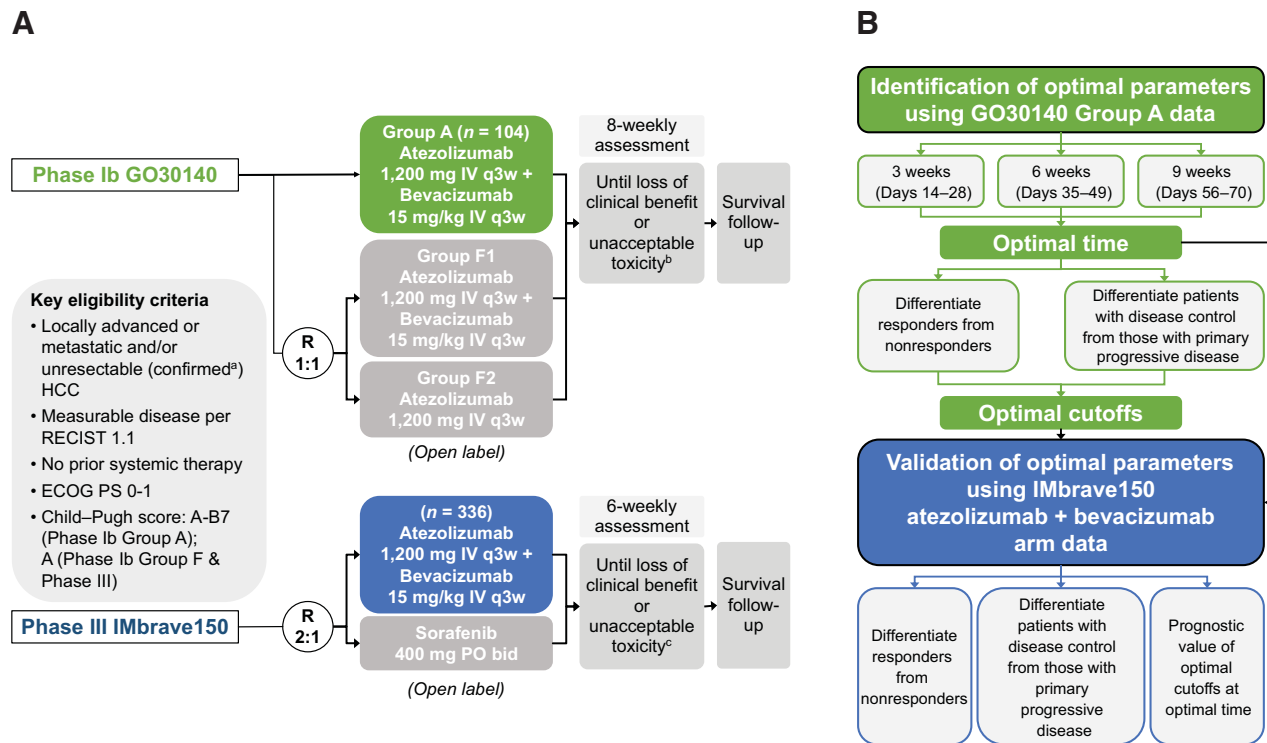 A
Phase Ib GO30140
Key eligibility criteria
• Locally advanced or
metastatic and/or
unresectable (confirmedᵃ)
HCC
• Measurable disease per
RECIST 1.1
• No prior systemic therapy
• ECOG PS 0-1
• Child–Pugh score: A-B7
(Phase Ib Group A);
A (Phase Ib Group F &
Phase III)
Phase III IMbrave150
R
1:1
R
2:1
Group A (n = 104)
Atezolizumab
1,200 mg IV q3w +
Bevacizumab
15 mg/kg IV q3w
Group F1
Atezolizumab
1,200 mg IV q3w +
Bevacizumab
15 mg/kg IV q3w
Group F2
Atezolizumab
1,200 mg IV q3w
(Open label)
8-weekly
assessment
Until loss of
clinical benefit
or
unacceptable
toxicityᵇ
Survival
follow-
up
(n = 336)
Atezolizumab
1,200 mg IV q3w +
Bevacizumab
15 mg/kg IV q3w
Sorafenib
400 mg PO bid
(Open label)
6-weekly
assessment
Until loss of
clinical benefit
or
unacceptable
toxicityᶜ
Survival
follow-
up
B
Identification of optimal parameters
using GO30140 Group A data
3 weeks
(Days 14–28)
6 weeks
(Days 35–49)
9 weeks
(Days 56–70)
Optimal time
Differentiate
responders from
nonresponders
Differentiate patients
with disease control
from those with primary
progressive disease
Optimal cutoffs
Validation of optimal parameters
using IMbrave150
atezolizumab + bevacizumab
arm data
Differentiate
responders
from
nonresponders
Differentiate
patients with
disease control
from those with
primary
progressive
disease
Prognostic
value of
optimal
cutoffs at
optimal time